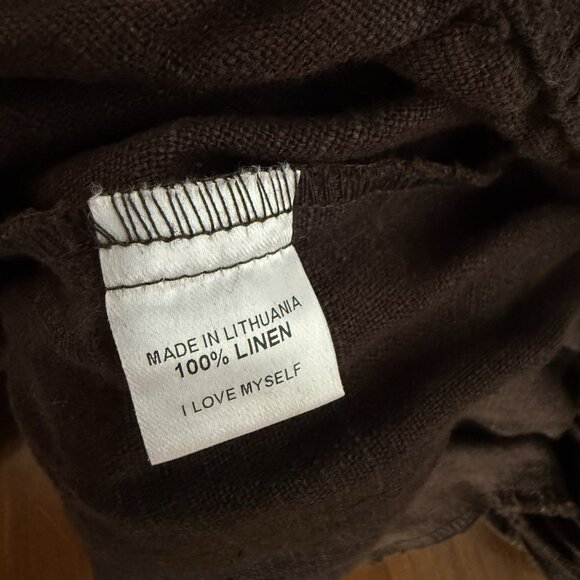 MADE IN LITHUANIA
100% LINEN
I LOVE MYSELF